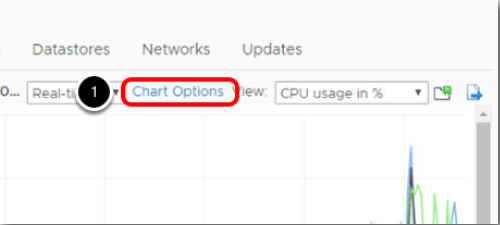 Datastores Networks Updates
O... Real-ti 1 Chart Options View: CPU usage in %